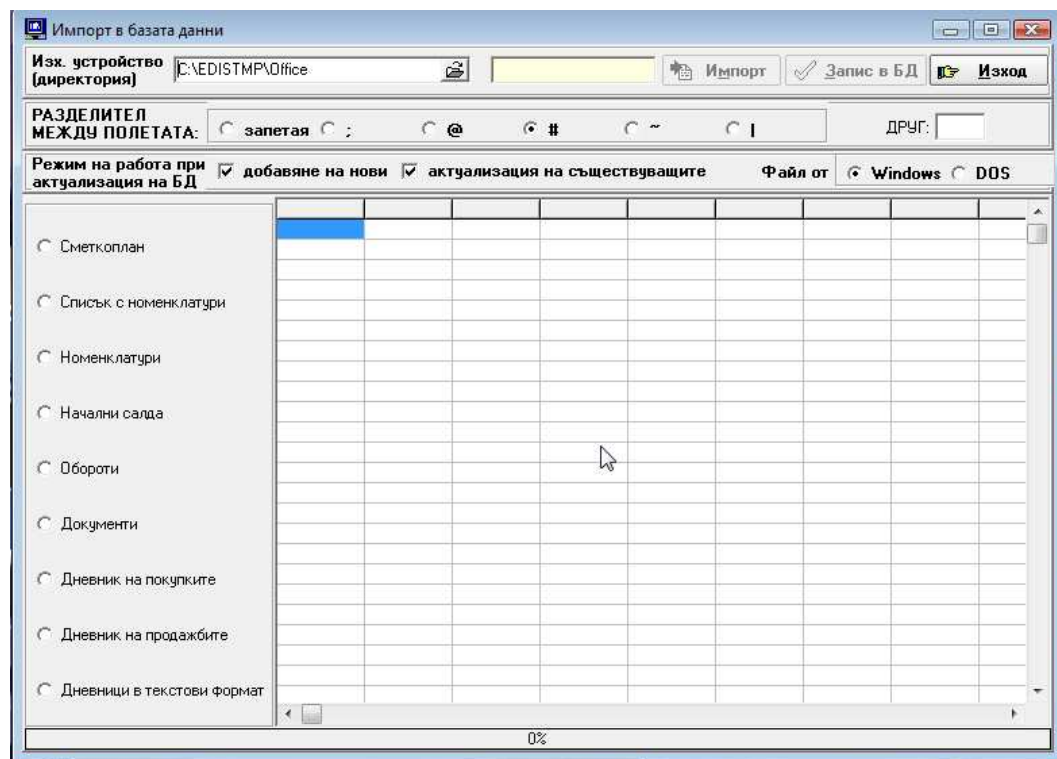 Импорт в базата данни
Изх. устройство
(директория)
C:\EDISTMP\Office
Импорт
Запис в БД
Изход
РАЗДЕЛИТЕЛ
МЕЖДУ ПОЛЕТАТА:
запетая ; @ # ~ |
ДРУГ:
Режим на работа при
актуализация на БД
добавяне на нови актуализация на съществуващите
Файл от Windows DOS
Сметкоплан
Списък с номенклатури
Номенклатури
Начални салда
Обороти
Документи
Дневник на покупките
Дневник на продажбите
Дневници в текстови формат
0%